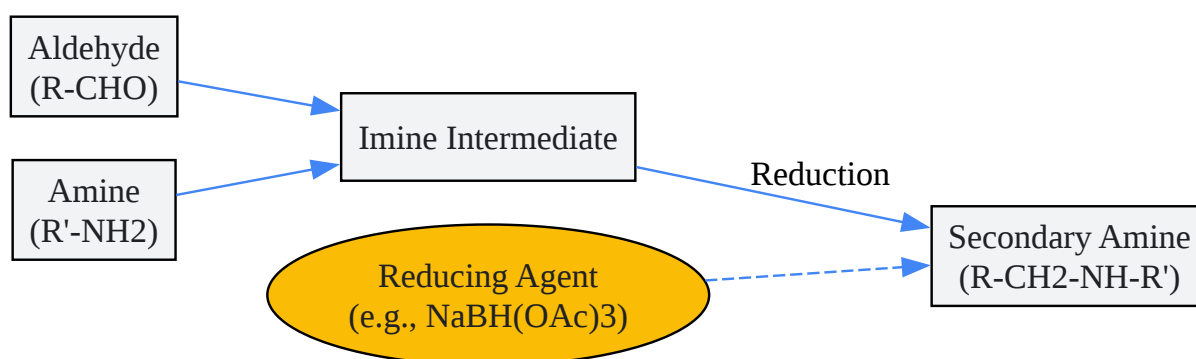 Aldehyde
(R-CHO)
Imine Intermediate
Amine
(R'-NH2)
Reduction
Secondary Amine
(R-CH2-NH-R')
Reducing Agent
(e.g., NaBH(OAc)3)